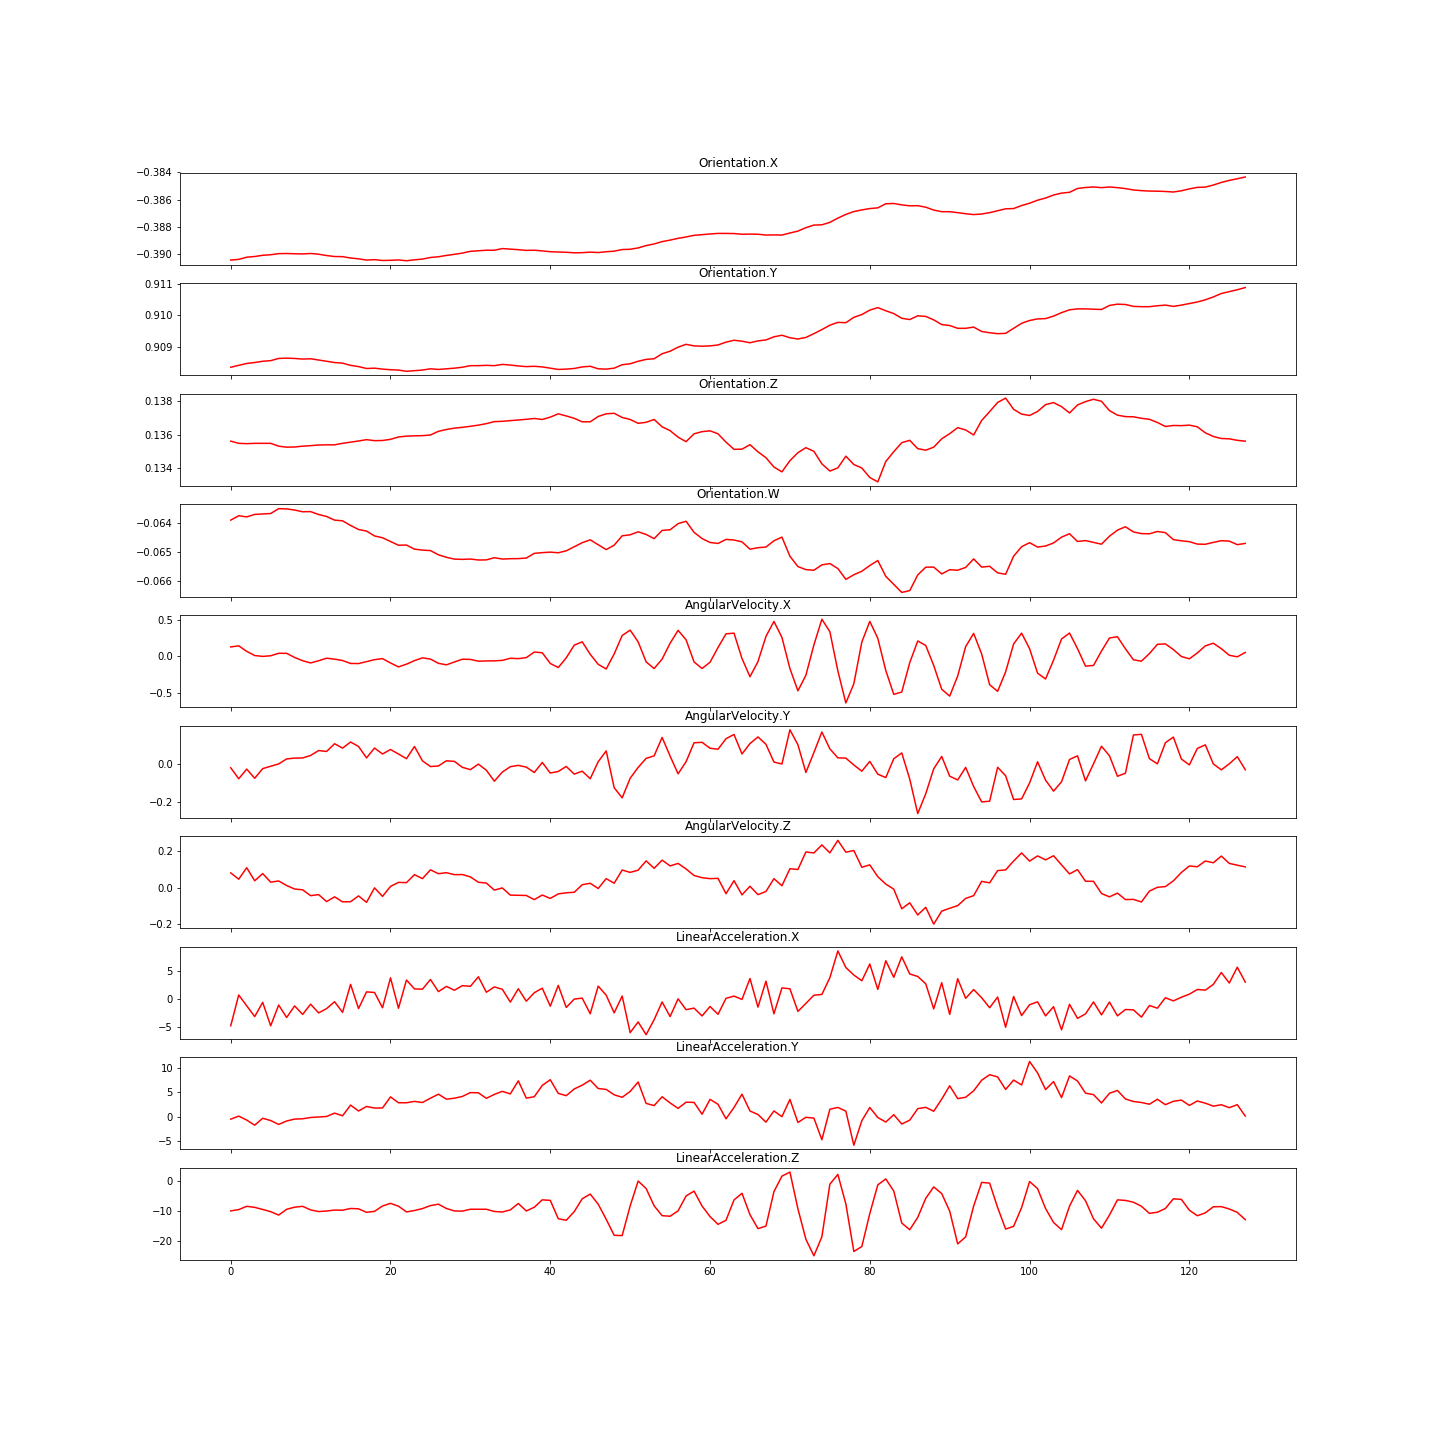 Orientation.X
−0.384
−0.386
−0.388
−0.390
Orientation.Y
0.911
0.910
0.909
Orientation.Z
0.138
0.136
0.134
Orientation.W
−0.064
−0.065
−0.066
AngularVelocity.X
0.5
0.0
−0.5
AngularVelocity.Y
0.0
−0.2
AngularVelocity.Z
0.2
0.0
−0.2
LinearAcceleration.X
5
0
−5
LinearAcceleration.Y
10
5
0
−5
LinearAcceleration.Z
0
−10
−20
0 20 40 60 80 100 120